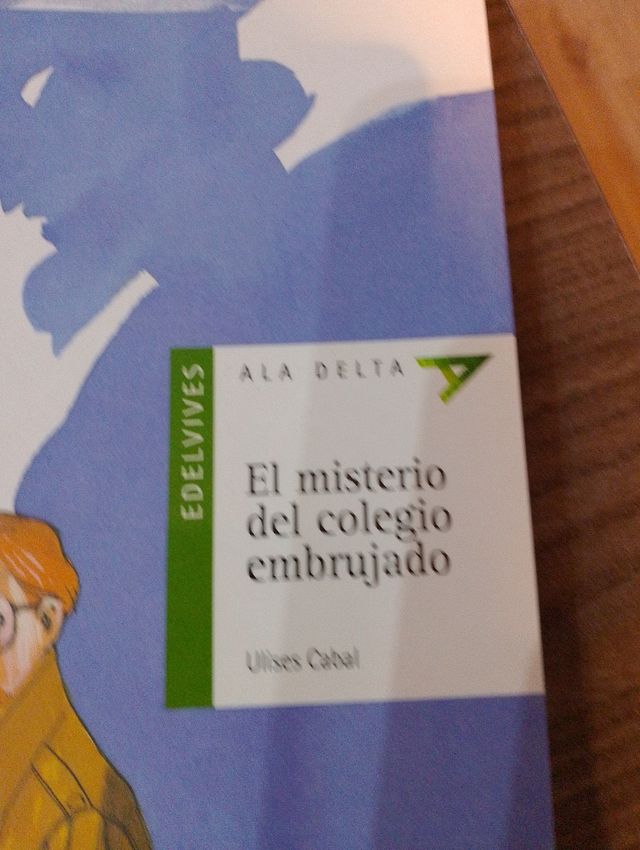 EDELVIVES
ALA DELTA
El misterio
del colegio
embrujado
Ulises Cabal